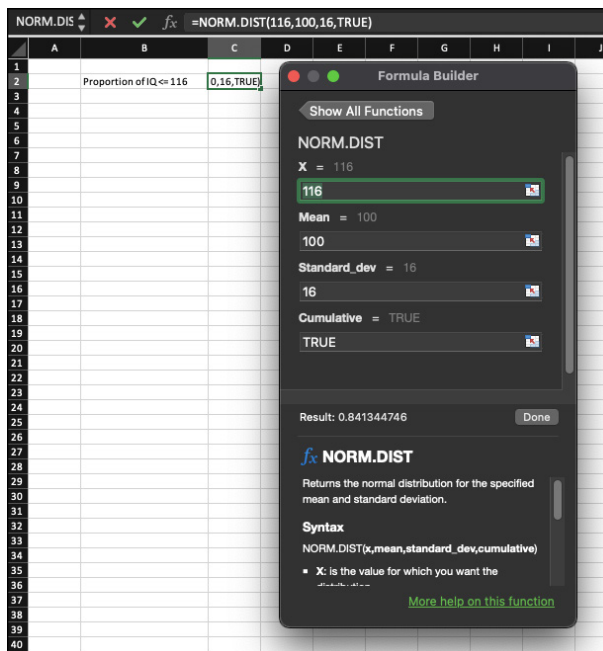 NORM.DIS fx =NORM.DIST(116,100,16,TRUE)
A B C D E F G H I J
1
2 Proportion of IQ <= 116 0,16,TRUE)
3
4
5
6
7
8
9
10
11
12
13
14
15
16
17
18
19
20
21
22
23
24
25
26
27
28
29
30
31
32
33
34
35
36
37
38
39
40
Formula Builder
Show All Functions
NORM.DIST
X = 116
116
Mean = 100
100
Standard_dev = 16
16
Cumulative = TRUE
TRUE
Result: 0.841344746
Done
fx NORM.DIST
Returns the normal distribution for the specified
mean and standard deviation.
Syntax
NORM.DIST(x,mean,standard_dev,cumulative)
▪ X: is the value for which you want the
distribution
More help on this function